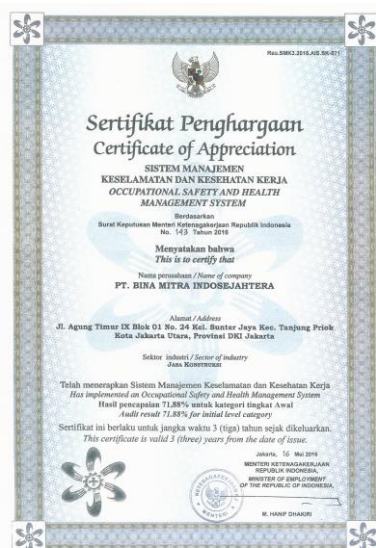 Reg.SMK3.2016.AIS.SK-071
Sertifikat Penghargaan
Certificate of Appreciation
SISTEM MANAJEMEN
KESELAMATAN DAN KESEHATAN KERJA
OCCUPATIONAL SAFETY AND HEALTH
MANAGEMENT SYSTEM
Berdasarkan
Surat Keputusan Menteri Ketenagakerjaan Republik Indonesia
No. 143 Tahun 2016
Menyatakan bahwa
This is to certify that
Nama perusahaan / Name of company
PT. BINA MITRA INDOSEJAHTERA
Alamat / Address
Jl. Agung Timur IX Blok 01 No. 24 Kel. Sunter Jaya Kec. Tanjung Priok
Kota Jakarta Utara, Provinsi DKI Jakarta
Sektor industri / Sector of industry
JASA KONSTRUKSI
Telah menerapkan Sistem Manajemen Keselamatan dan Kesehatan Kerja
Has implemented an Occupational Safety and Health Management System
Hasil pencapaian 71,88% untuk kategori tingkat Awal
Audit result 71.88% for initial level category
Sertifikat ini berlaku untuk jangka waktu 3 (tiga) tahun sejak dikeluarkan.
This certificate is valid 3 (three) years from the date of issue.
Jakarta, 16 Mei 2016
MENTERI KETENAGAKERJAAN
REPUBLIK INDONESIA,
MINISTER OF EMPLOYMENT
OF THE REPUBLIC OF INDONESIA,
MENTERI
M. HANIF DHAKIRI